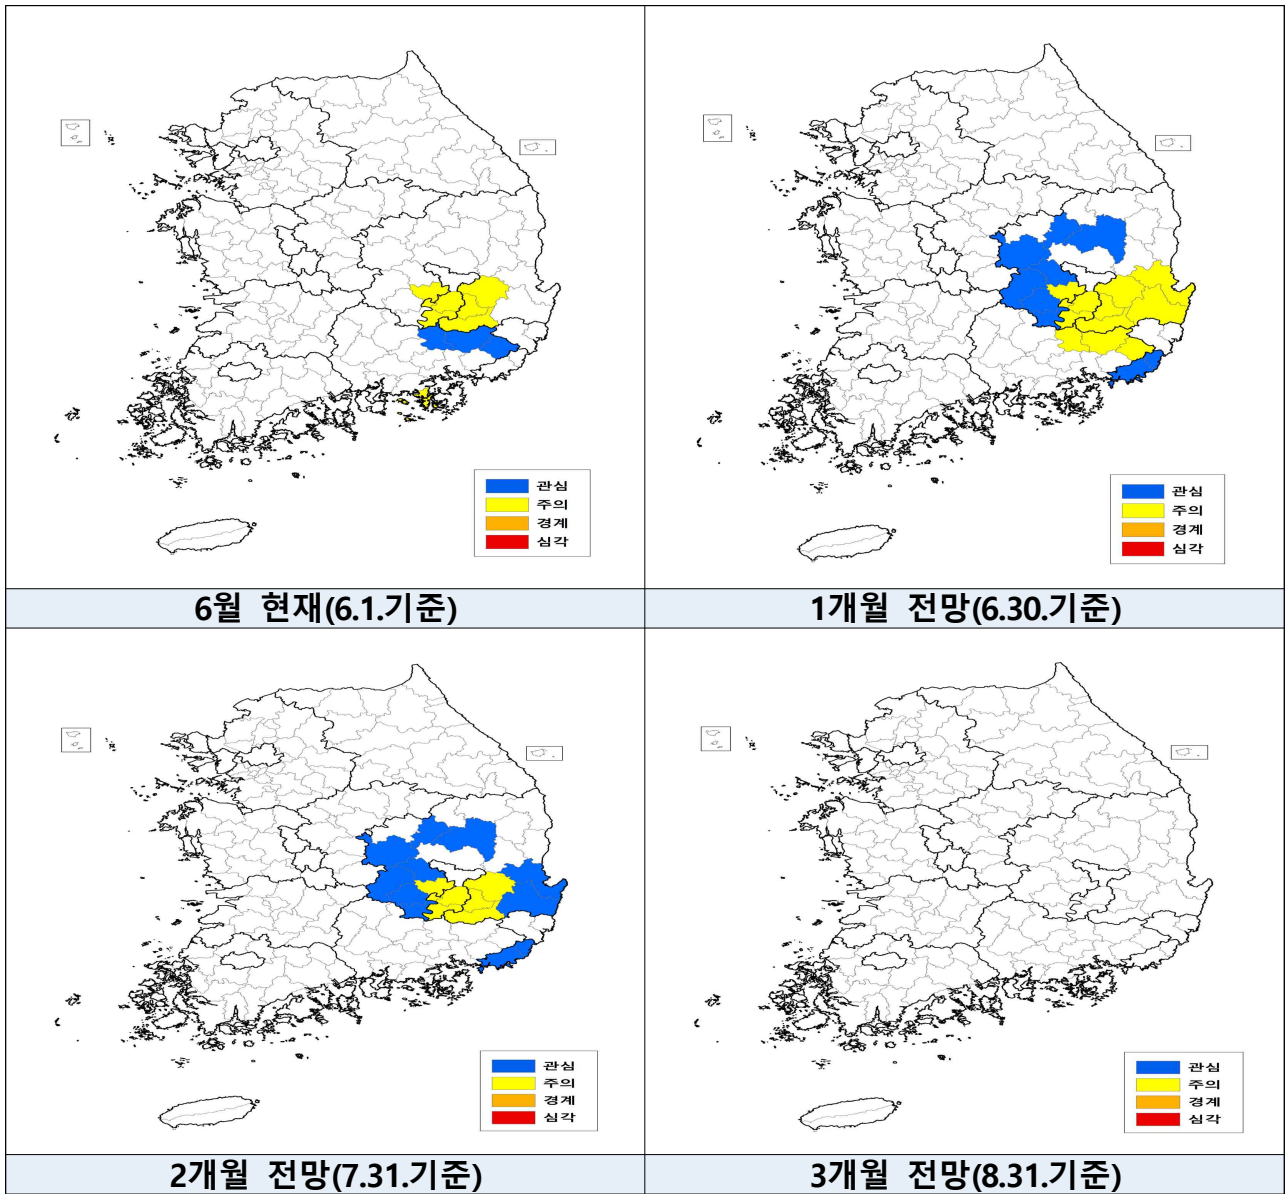 관심
주의
경계
심각
6월 현재(6.1.기준)
관심
주의
경계
심각
1개월 전망(6.30.기준)
관심
주의
경계
심각
2개월 전망(7.31.기준)
관심
주의
경계
심각
3개월 전망(8.31.기준)